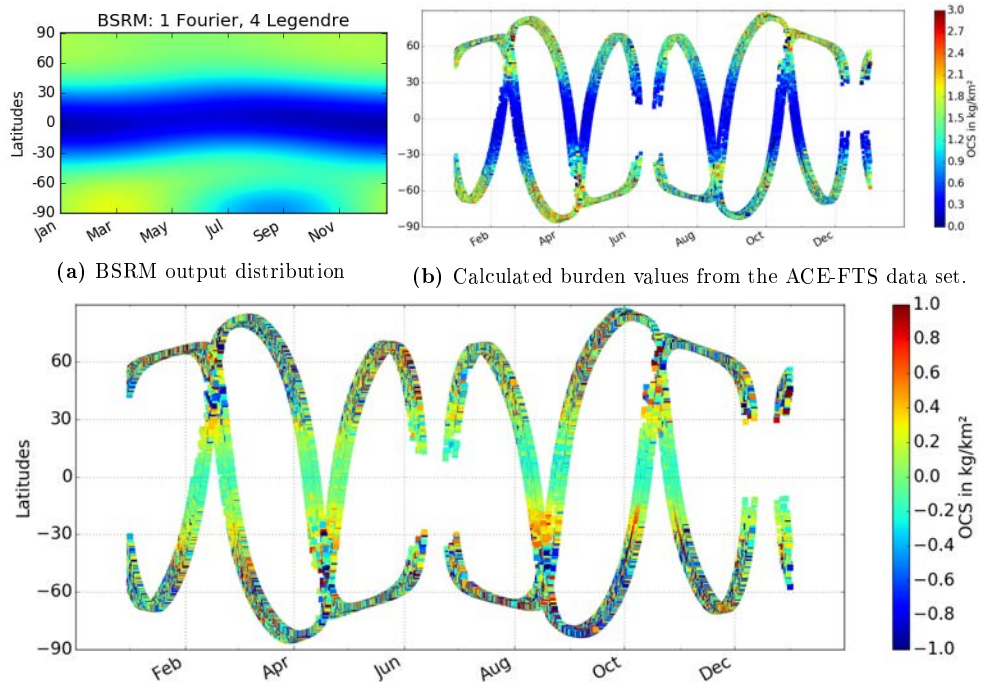 BSRM: 1 Fourier, 4 Legendre
90
60
30
0
−30
−60
−90
Latitudes
Jan
Mar
May
Jul
Sep
Nov
(a) BSRM output distribution
60
30
0
−30
−60
−90
Feb
Apr
Jun
Aug
Oct
Dec
3.0
2.7
2.4
2.1
1.8
1.5
1.2
0.9
0.6
0.3
0.0
OCS in kg/km²
(b) Calculated burden values from the ACE-FTS data set.
60
30
0
−30
−60
−90
Latitudes
Feb
Apr
Jun
Aug
Oct
Dec
1.0
0.8
0.6
0.4
0.2
0.0
−0.2
−0.4
−0.6
−0.8
−1.0
OCS in kg/km²